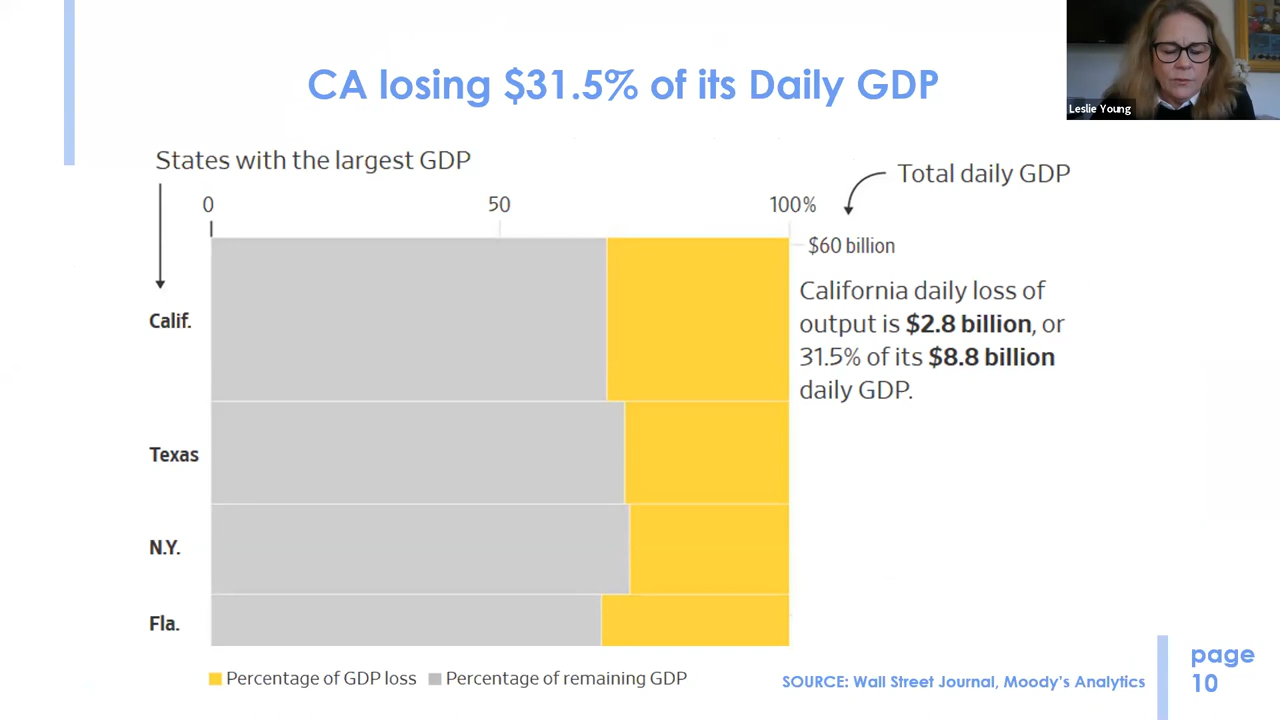 CA losing $31.5% of its Daily GDP
Leslie Young
States with the largest GDP
Total daily GDP
0 50 100%
$60 billion
California daily loss of
output is $2.8 billion, or
31.5% of its $8.8 billion
daily GDP.
Calif.
Texas
N.Y.
Fla.
Percentage of GDP loss Percentage of remaining GDP
SOURCE: Wall Street Journal, Moody's Analytics
page
10